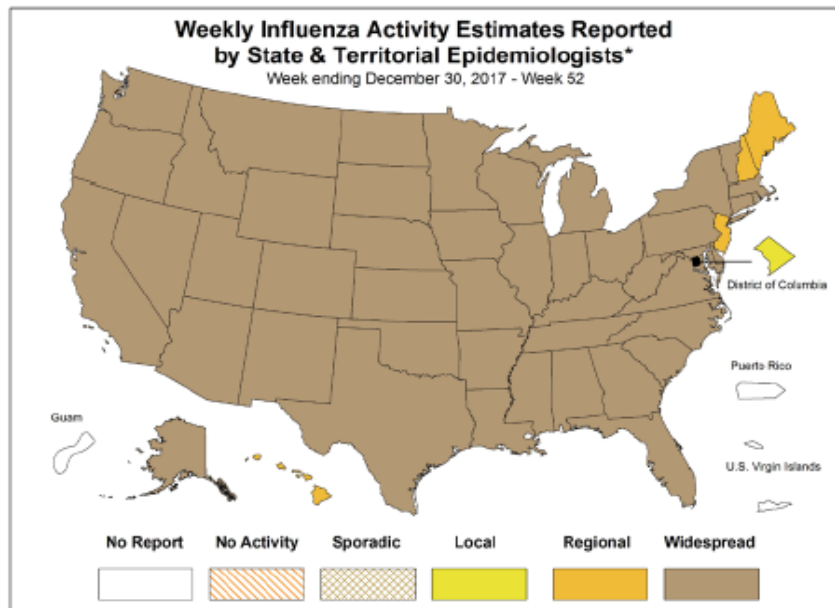 Weekly Influenza Activity Estimates Reported
by State & Territorial Epidemiologists*
Week ending December 30, 2017 - Week 52
District of Columbia
Puerto Rico
Guam
U.S. Virgin Islands
No Report No Activity Sporadic Local Regional Widespread